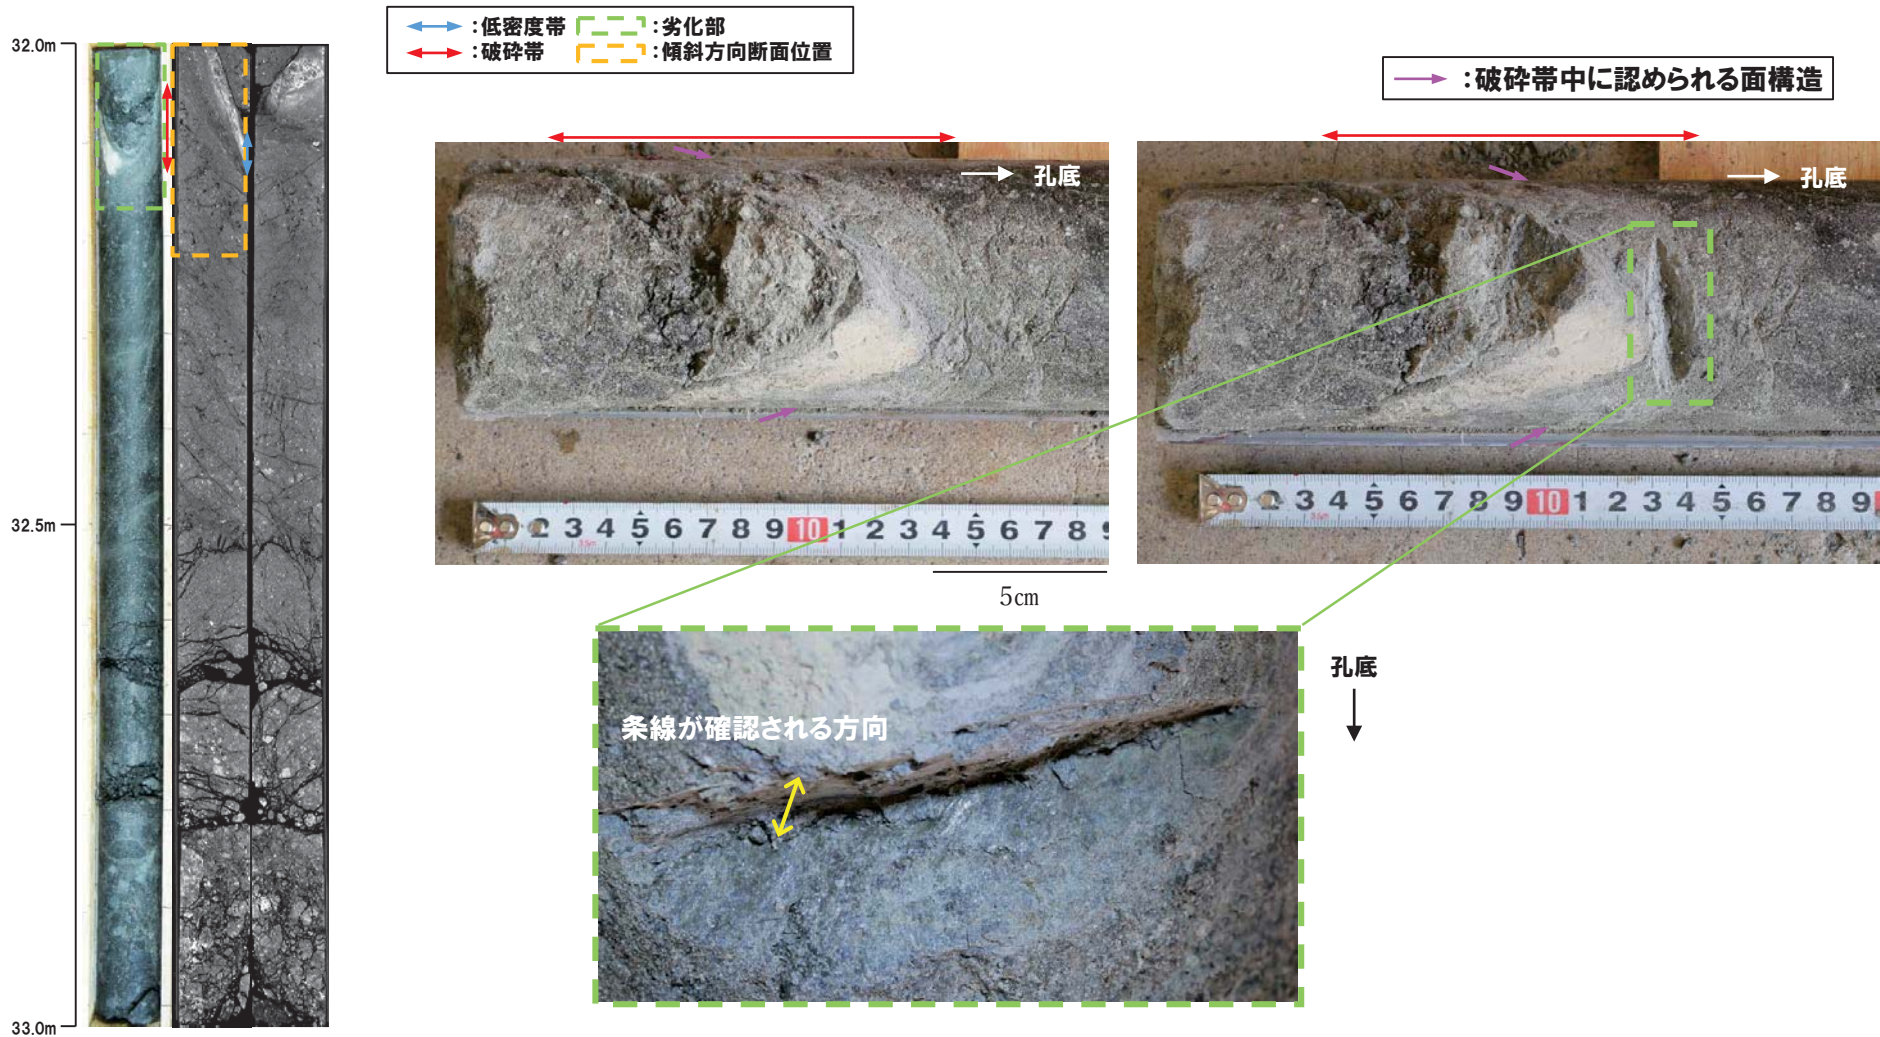 32.0m
32.5m
33.0m
:低密度帯
:劣化部
:破砕帯
:傾斜方向断面位置
:破砕帯中に認められる面構造
孔底
孔底
2 3 4 5 6 7 8 9 10 1 2 3 4 5 6 7 8 9
3 4 5 6 7 8 9 10 1 2 3 4 5 6 7 8 9
5cm
条線が確認される方向
孔底